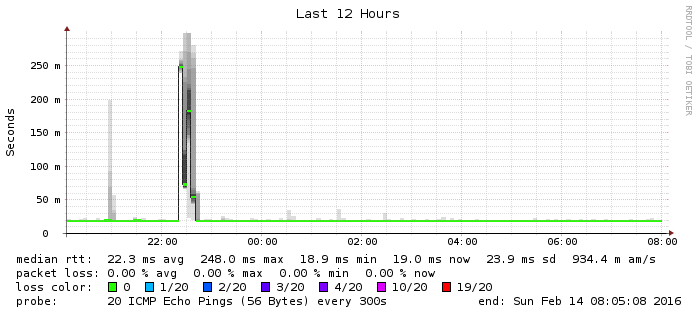 Last 12 Hours
RRDTOOL / TOBI OETIKER
Seconds
250 m
200 m
150 m
100 m
50 m
0
22:00 00:00 02:00 04:00 06:00 08:00
median rtt: 22.3 ms avg 248.0 ms max 18.9 ms min 19.0 ms now 23.9 ms sd 934.4 m am/s
packet loss: 0.00 % avg 0.00 % max 0.00 % min 0.00 % now
loss color: 0 1/20 2/20 3/20 4/20 10/20 19/20
probe: 20 ICMP Echo Pings (56 Bytes) every 300s end: Sun Feb 14 08:05:08 2016